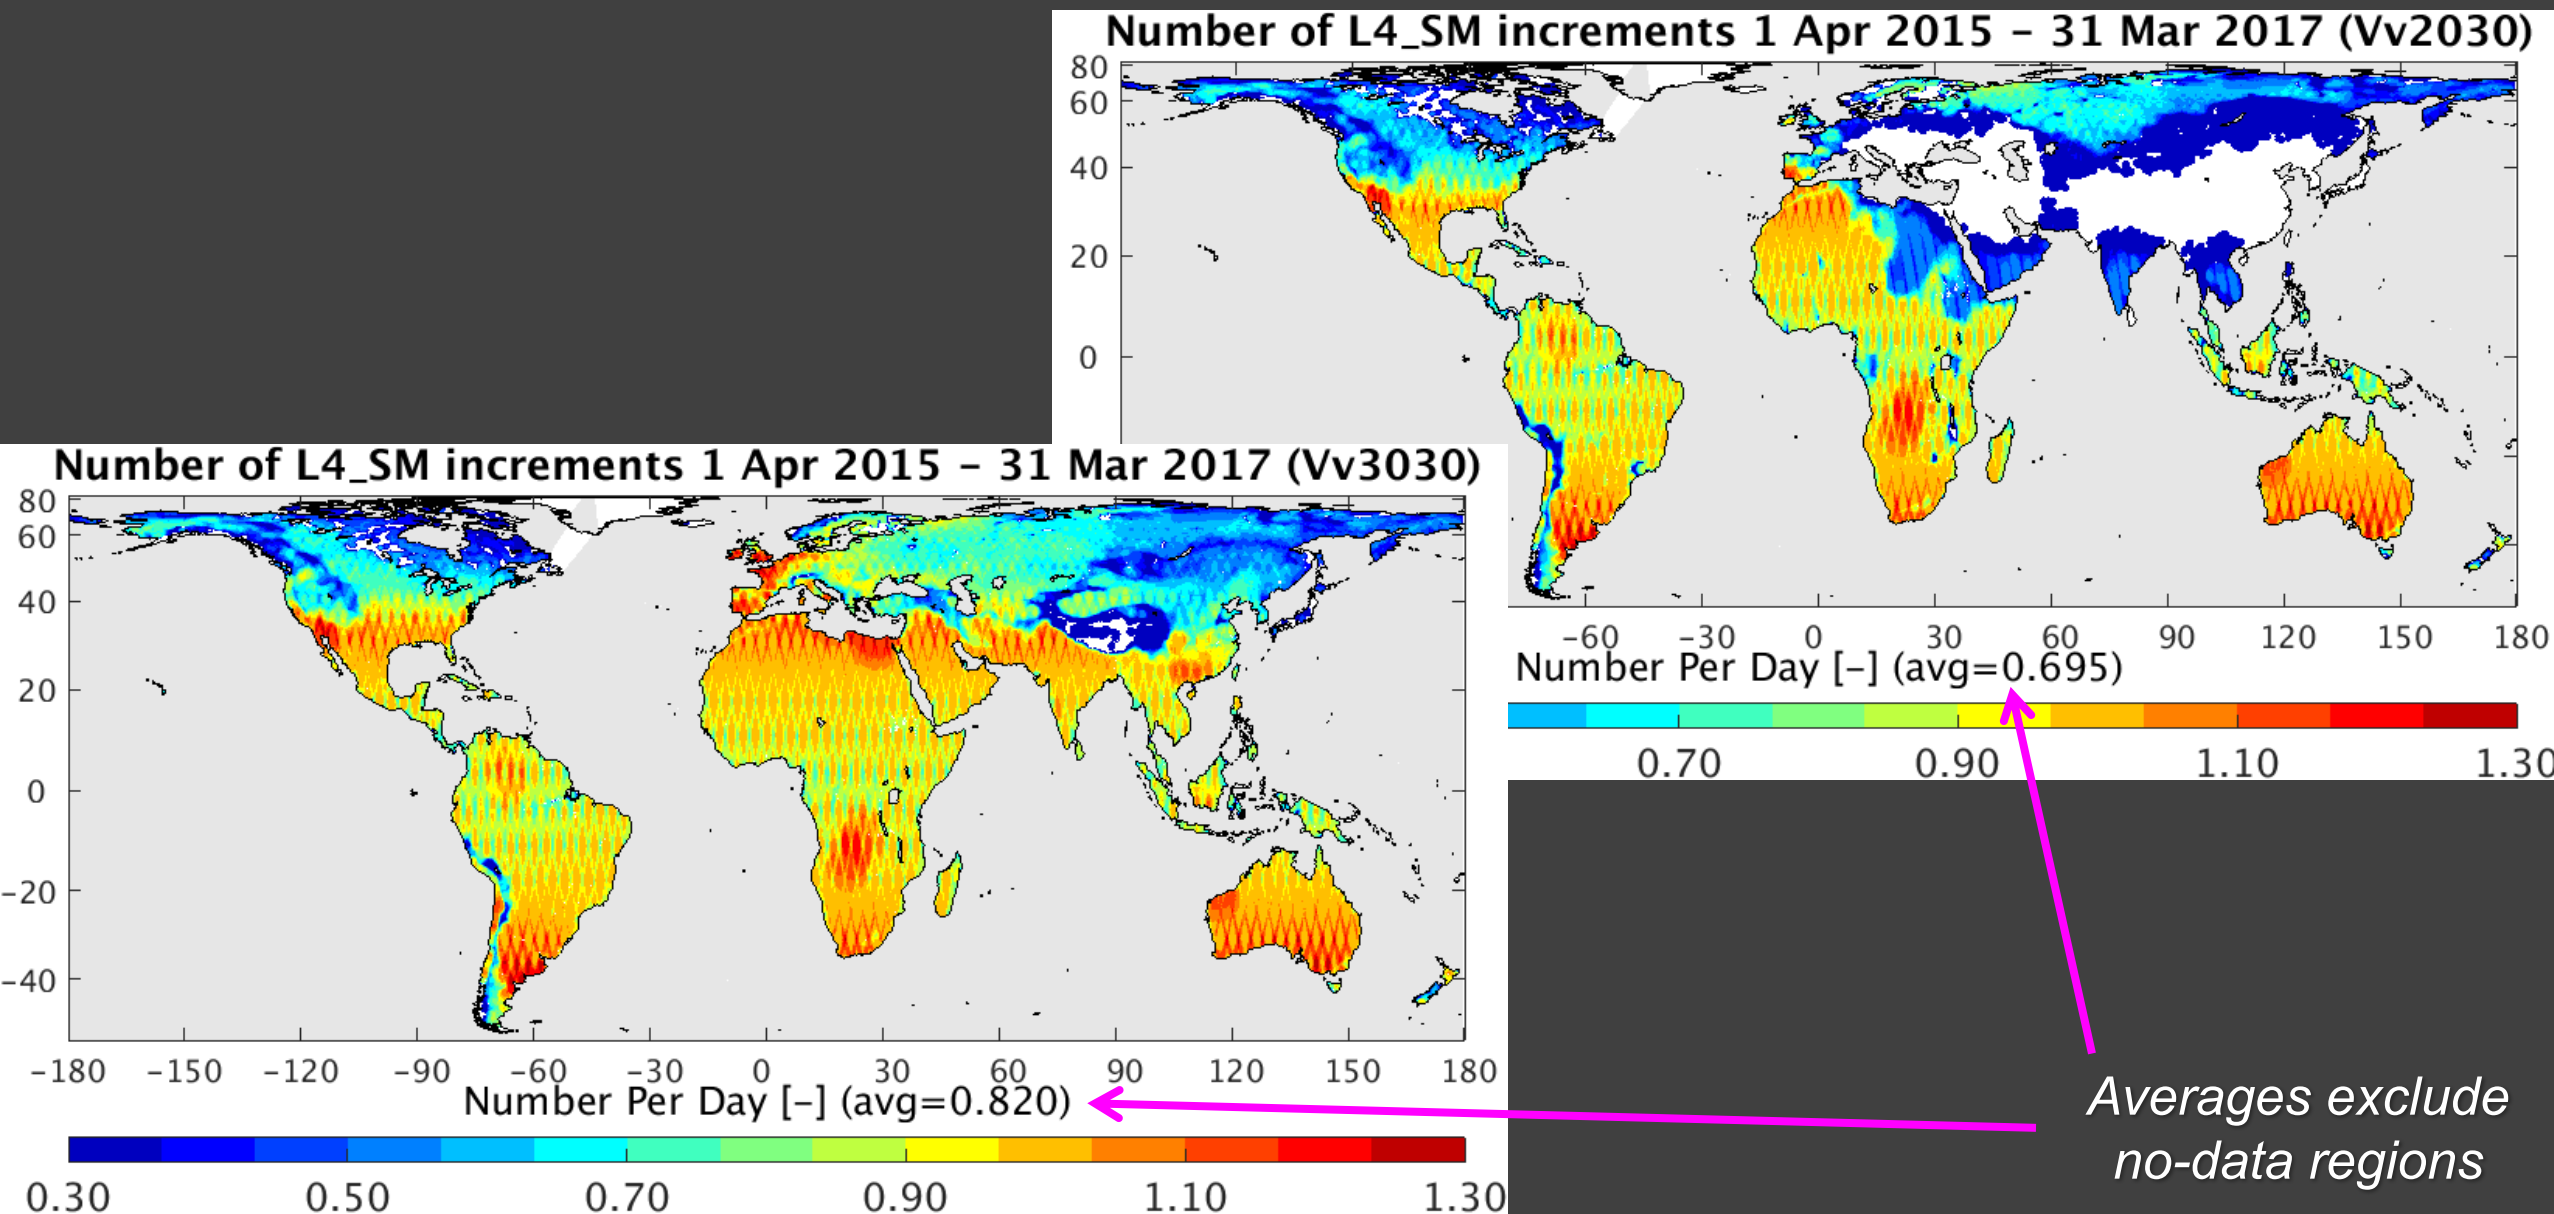 Number of L4_SM increments 1 Apr 2015 – 31 Mar 2017 (Vv2030)
80
60
40
20
0
−60 −30 0 30 60 90 120 150 180
Number Per Day [–] (avg=0.695)
0.70 0.90 1.10 1.30
Number of L4_SM increments 1 Apr 2015 – 31 Mar 2017 (Vv3030)
80
60
40
20
0
−20
−40
−180 −150 −120 −90 −60 −30 0 30 60 90 120 150 180
Number Per Day [–] (avg=0.820)
0.30 0.50 0.70 0.90 1.10 1.30
Averages exclude
no-data regions